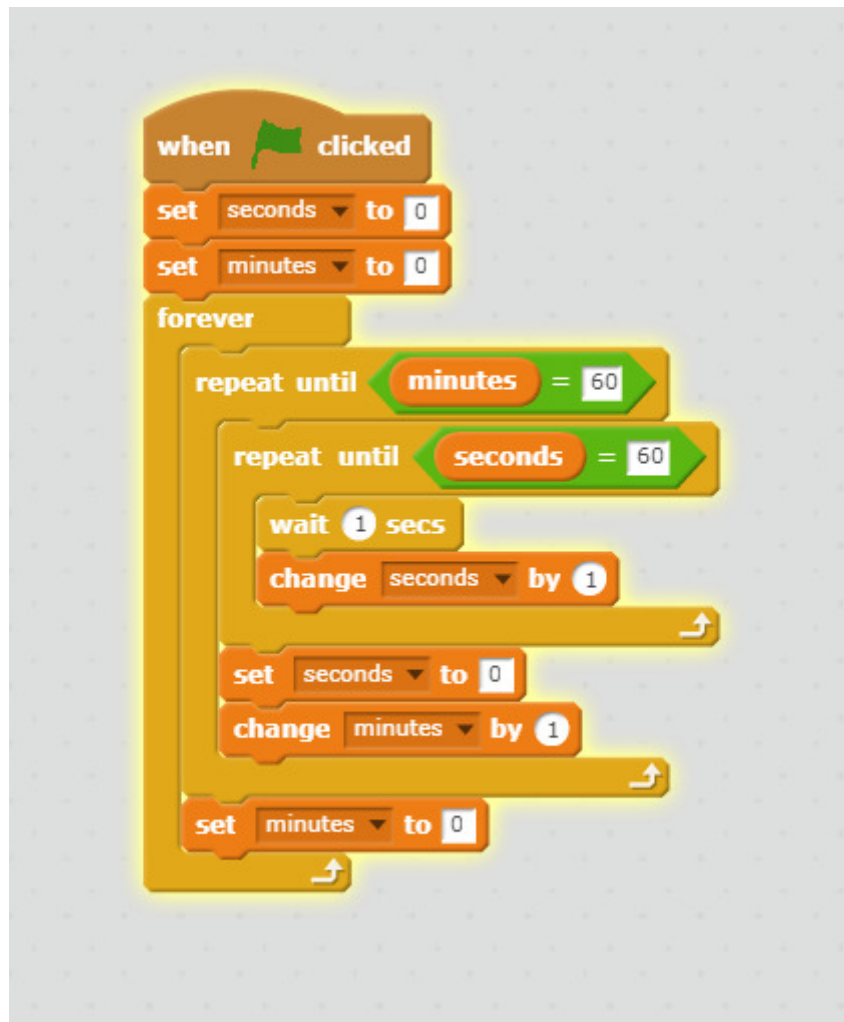 when clicked
set seconds to 0
set minutes to 0
forever
repeat until minutes = 60
repeat until seconds = 60
wait 1 secs
change seconds by 1
set seconds to 0
change minutes by 1
set minutes to 0